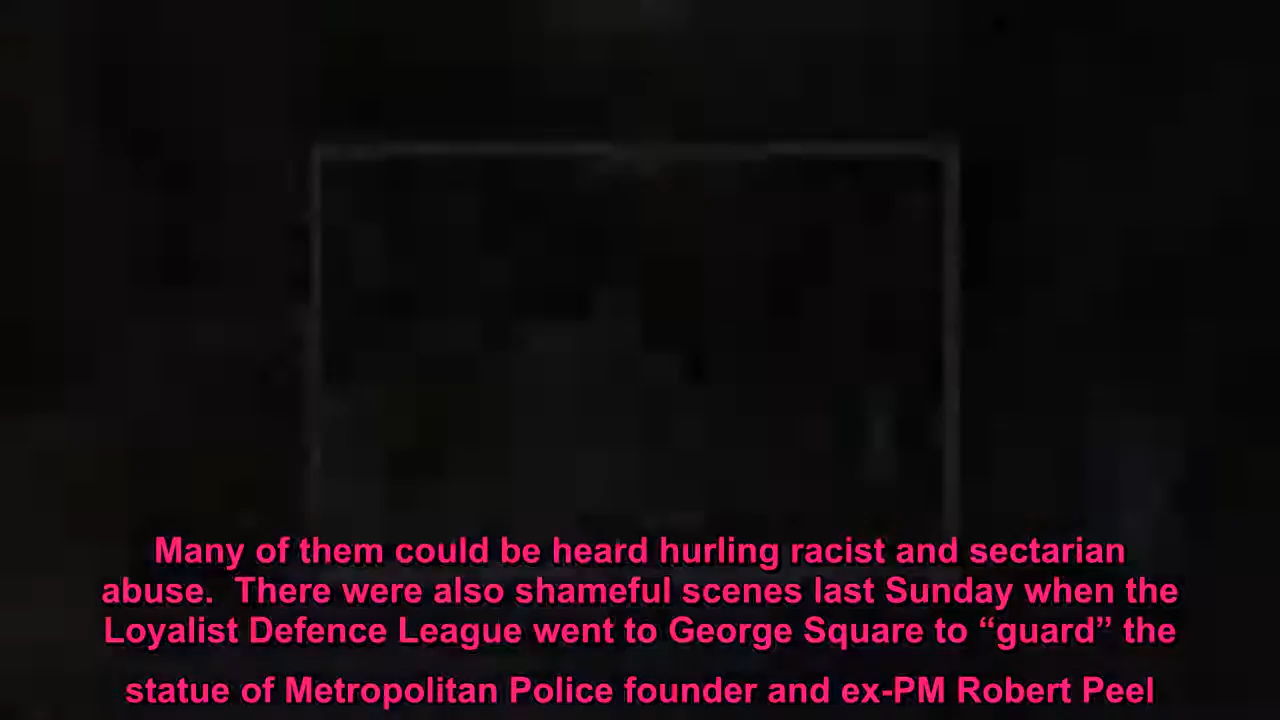 Many of them could be heard hurling racist and sectarian
abuse.  There were also shameful scenes last Sunday when the
Loyalist Defence League went to George Square to “guard” the
statue of Metropolitan Police founder and ex-PM Robert Peel